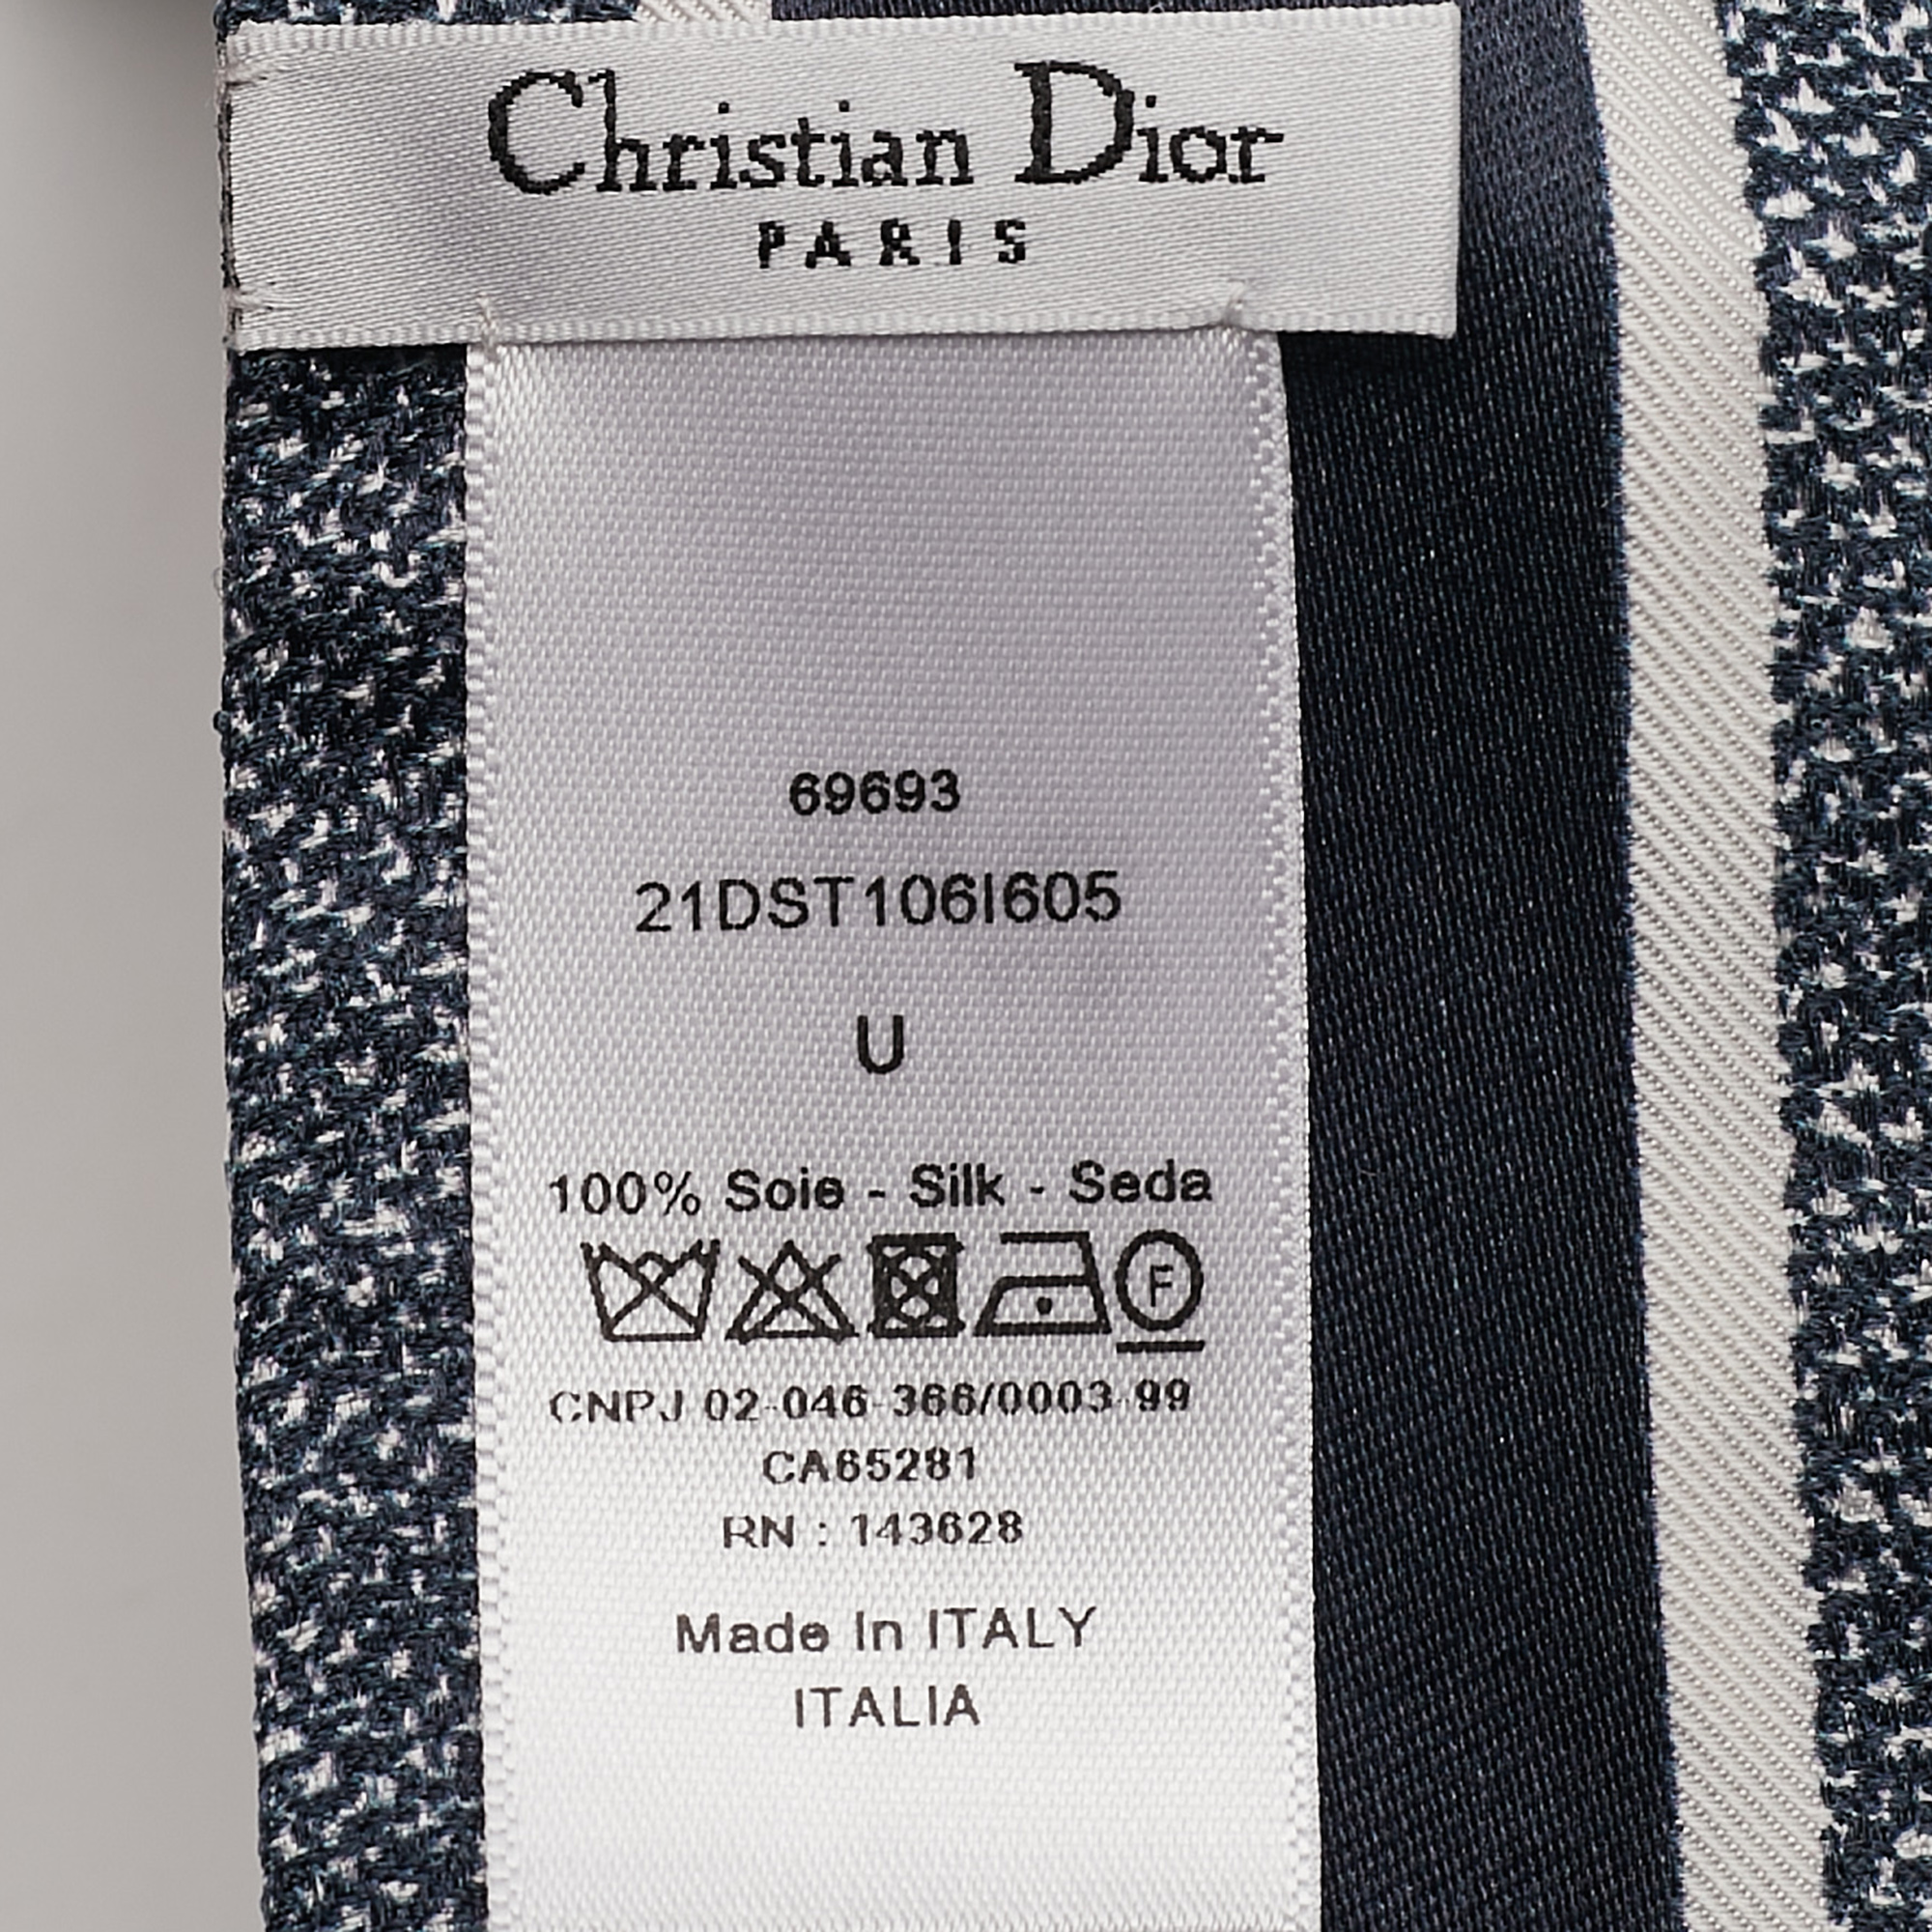 Christian Dior
PARIS
69693
21DST106I605
U
100% Soie - Silk - Seda
F
CNPJ 02-046-366/0003-99
CA65281
RN : 143628
Made In ITALY
ITALIA